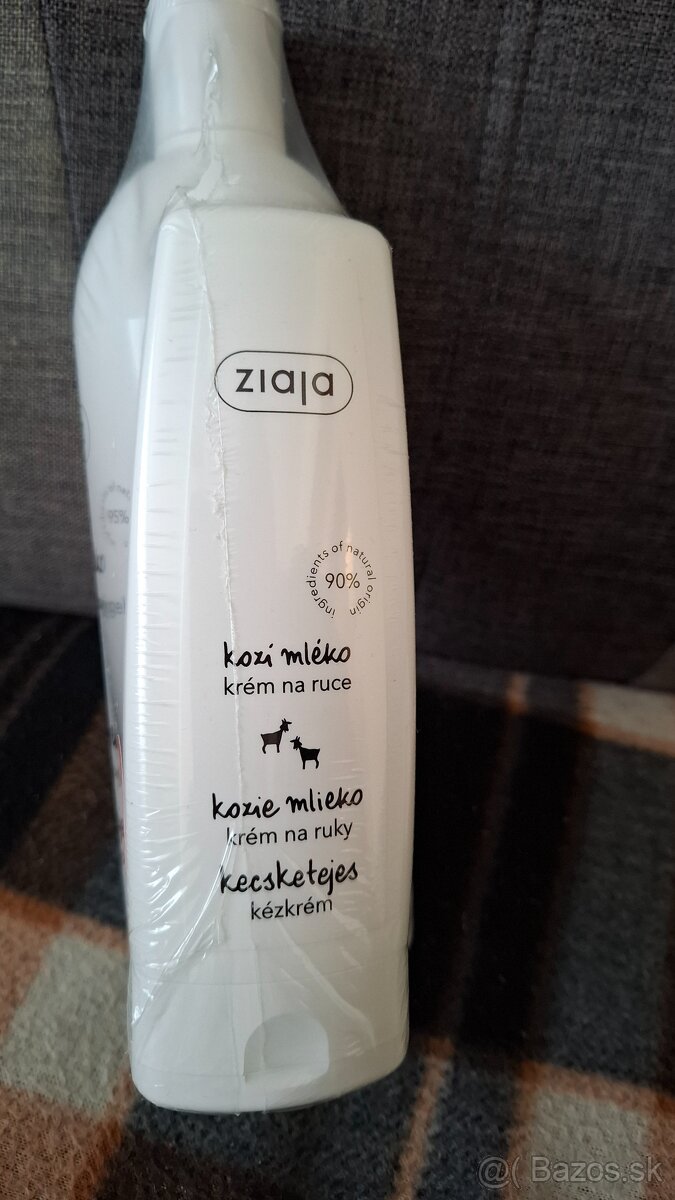 ziaja
ingredients of natural origin
90%
kozí mléko
krém na ruce
kozie mlieko
krém na ruky
kecsketejes
kézkrém
95%
@( Bazos.sk